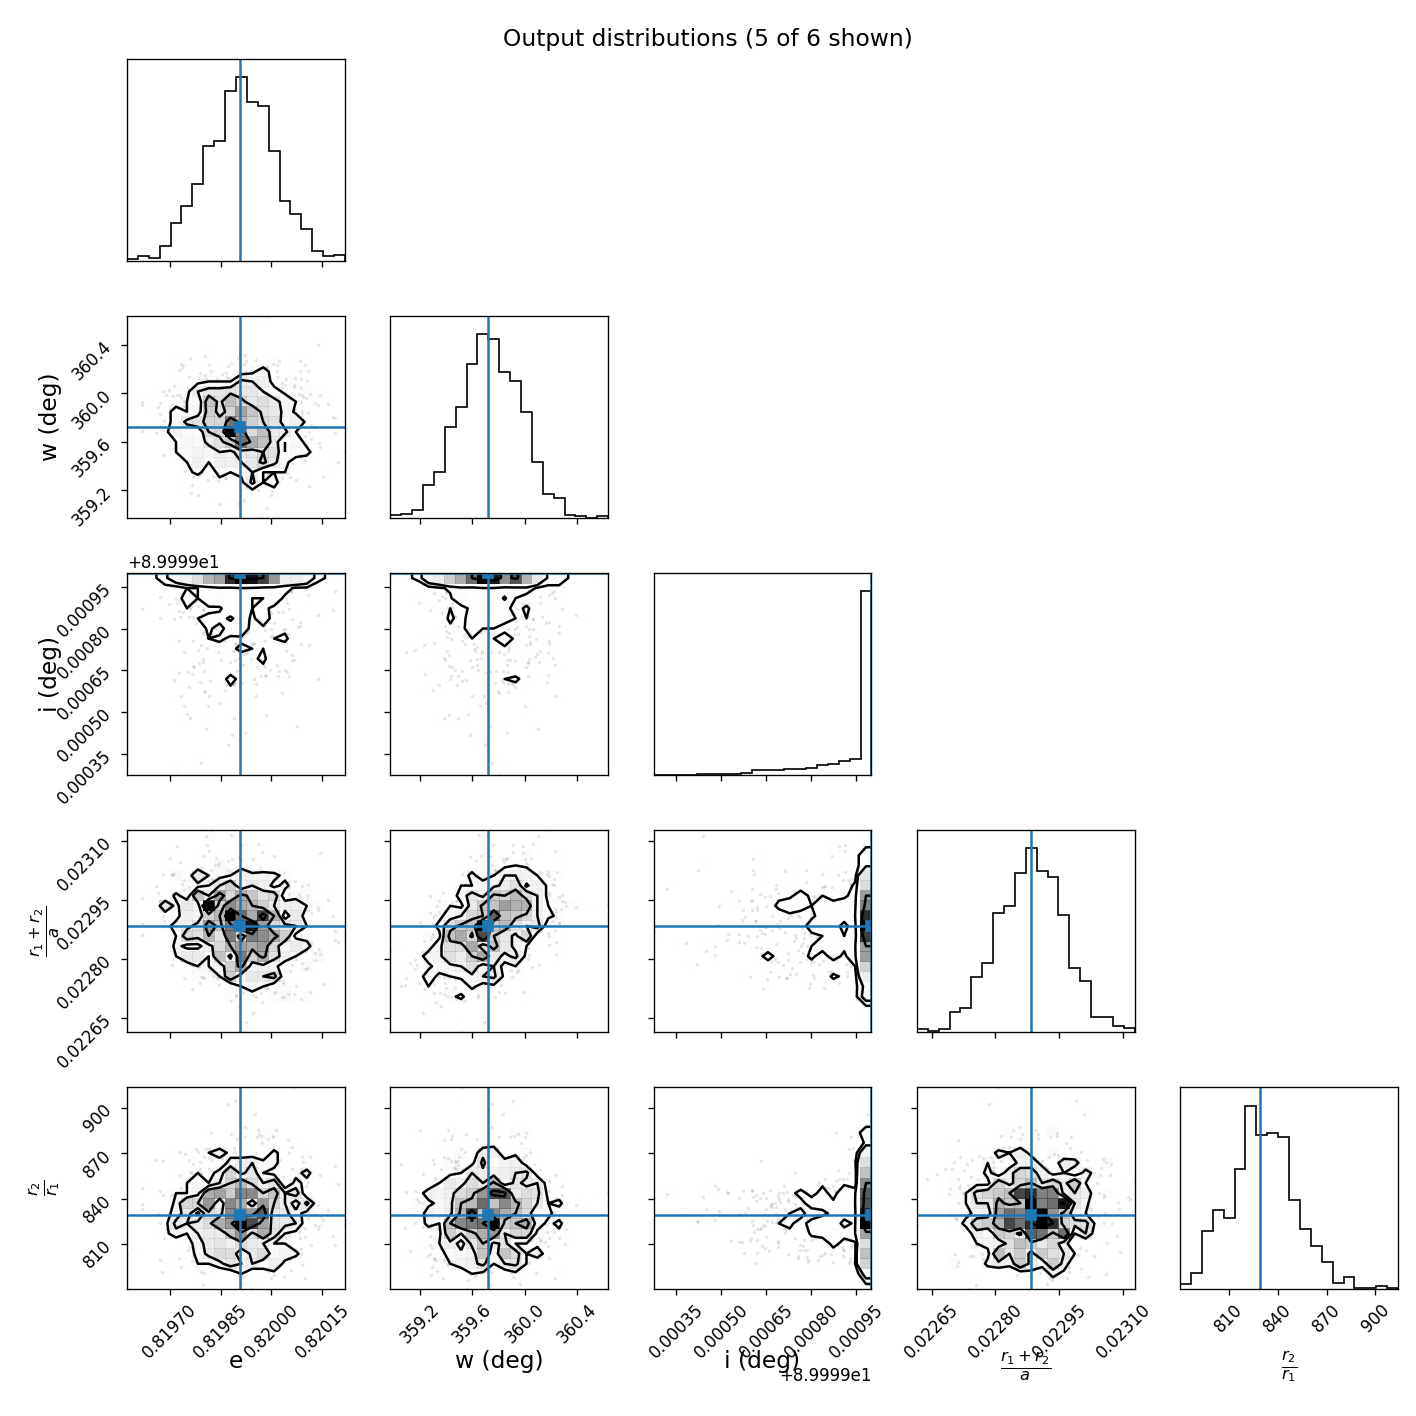 Output distributions (5 of 6 shown)
w (deg)
360.4
360.0
359.6
359.2
+8.9999e1
i (deg)
0.00095
0.00080
0.00065
0.00050
0.00035
r₁ + r₂
a
0.02310
0.02295
0.02280
0.02265
r₂
r₁
900
870
840
810
0.81970 0.81985 0.82000 0.82015
e
359.2 359.6 360.0 360.4
w (deg)
0.00035 0.00050 0.00065 0.00080 0.00095
i (deg)
+8.9999e1
0.02265 0.02280 0.02295 0.02310
r₁ + r₂
a
810 840 870 900
r₂
r₁